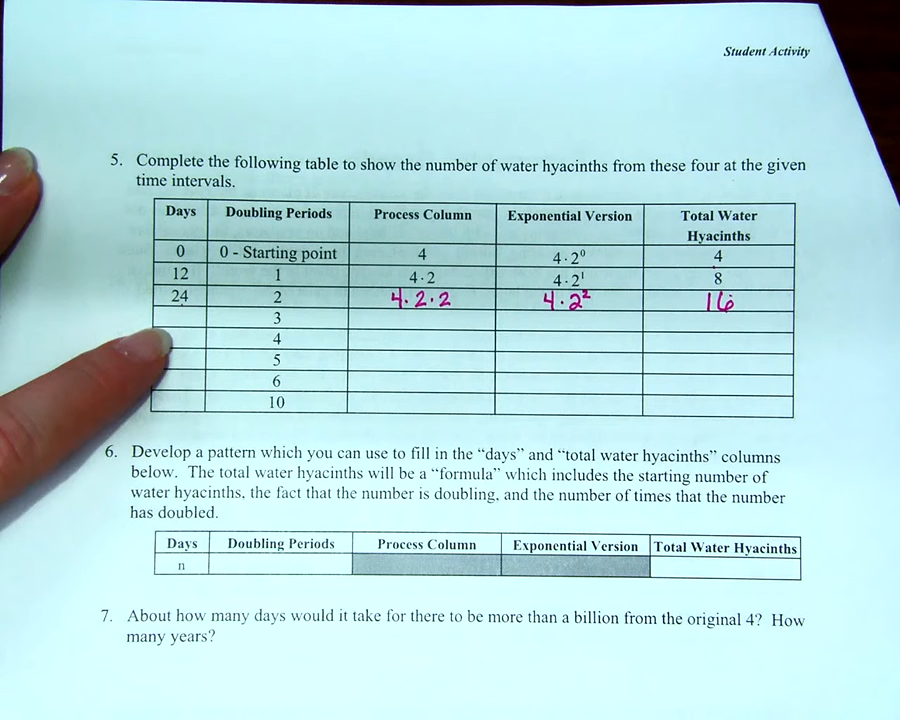 Student Activity
5. Complete the following table to show the number of water hyacinths from these four at the given
time intervals.
Days Doubling Periods Process Column Exponential Version Total Water
Hyacinths
0 0 - Starting point 4 4·2⁰ 4
12 1 4·2 4·2¹ 8
24 2 4·2·2 4·2² 16
3
4
5
6
10
6. Develop a pattern which you can use to fill in the “days” and “total water hyacinths” columns
below. The total water hyacinths will be a “formula” which includes the starting number of
water hyacinths, the fact that the number is doubling, and the number of times that the number
has doubled.
Days Doubling Periods Process Column Exponential Version Total Water Hyacinths
n
7. About how many days would it take for there to be more than a billion from the original 4? How
many years?